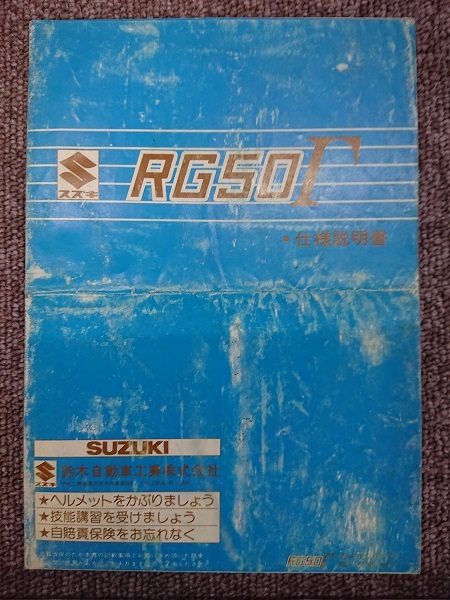 スズキ
RG50Γ
仕様説明書
SUZUKI
スズキ
鈴木自動車工業株式会社
★ヘルメットをかぶりましょう
★技能講習を受けましょう
★自賠責保険をお忘れなく
RG50Γ